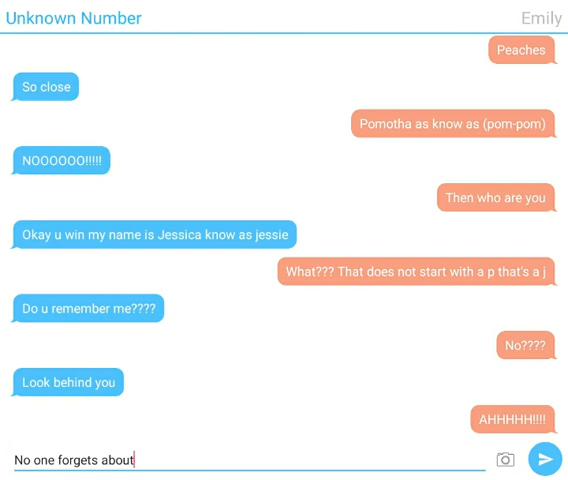 Unknown Number
Emily
Peaches
So close
Pomotha as know as (pom-pom)
NOOOOOO!!!!!
Then who are you
Okay u win my name is Jessica know as jessie
What??? That does not start with a p that's a j
Do u remember me????
No????
Look behind you
AHHHHH!!!!
No one forgets about